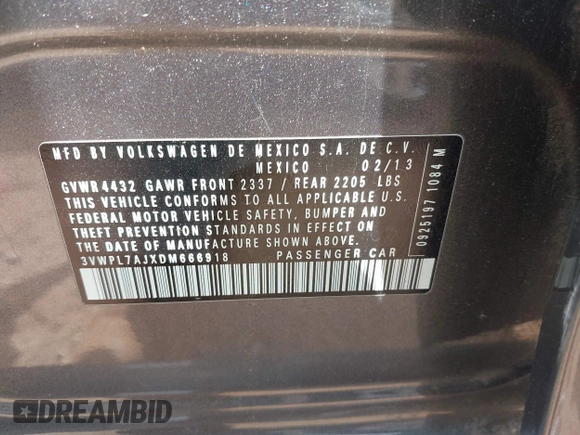 MFD BY VOLKSWAGEN DE MEXICO S.A. DE C.V.
MEXICO 02/13
GVWR4432 GAWR FRONT 2337 / REAR 2205 LBS
THIS VEHICLE CONFORMS TO ALL APPLICABLE U.S.
FEDERAL MOTOR VEHICLE SAFETY, BUMPER AND
THEFT PREVENTION STANDARDS IN EFFECT ON
THE DATE OF MANUFACTURE SHOWN ABOVE.
3VWPL7AJXDM666918 PASSENGER CAR
0925197 1084 M
DREAMBID